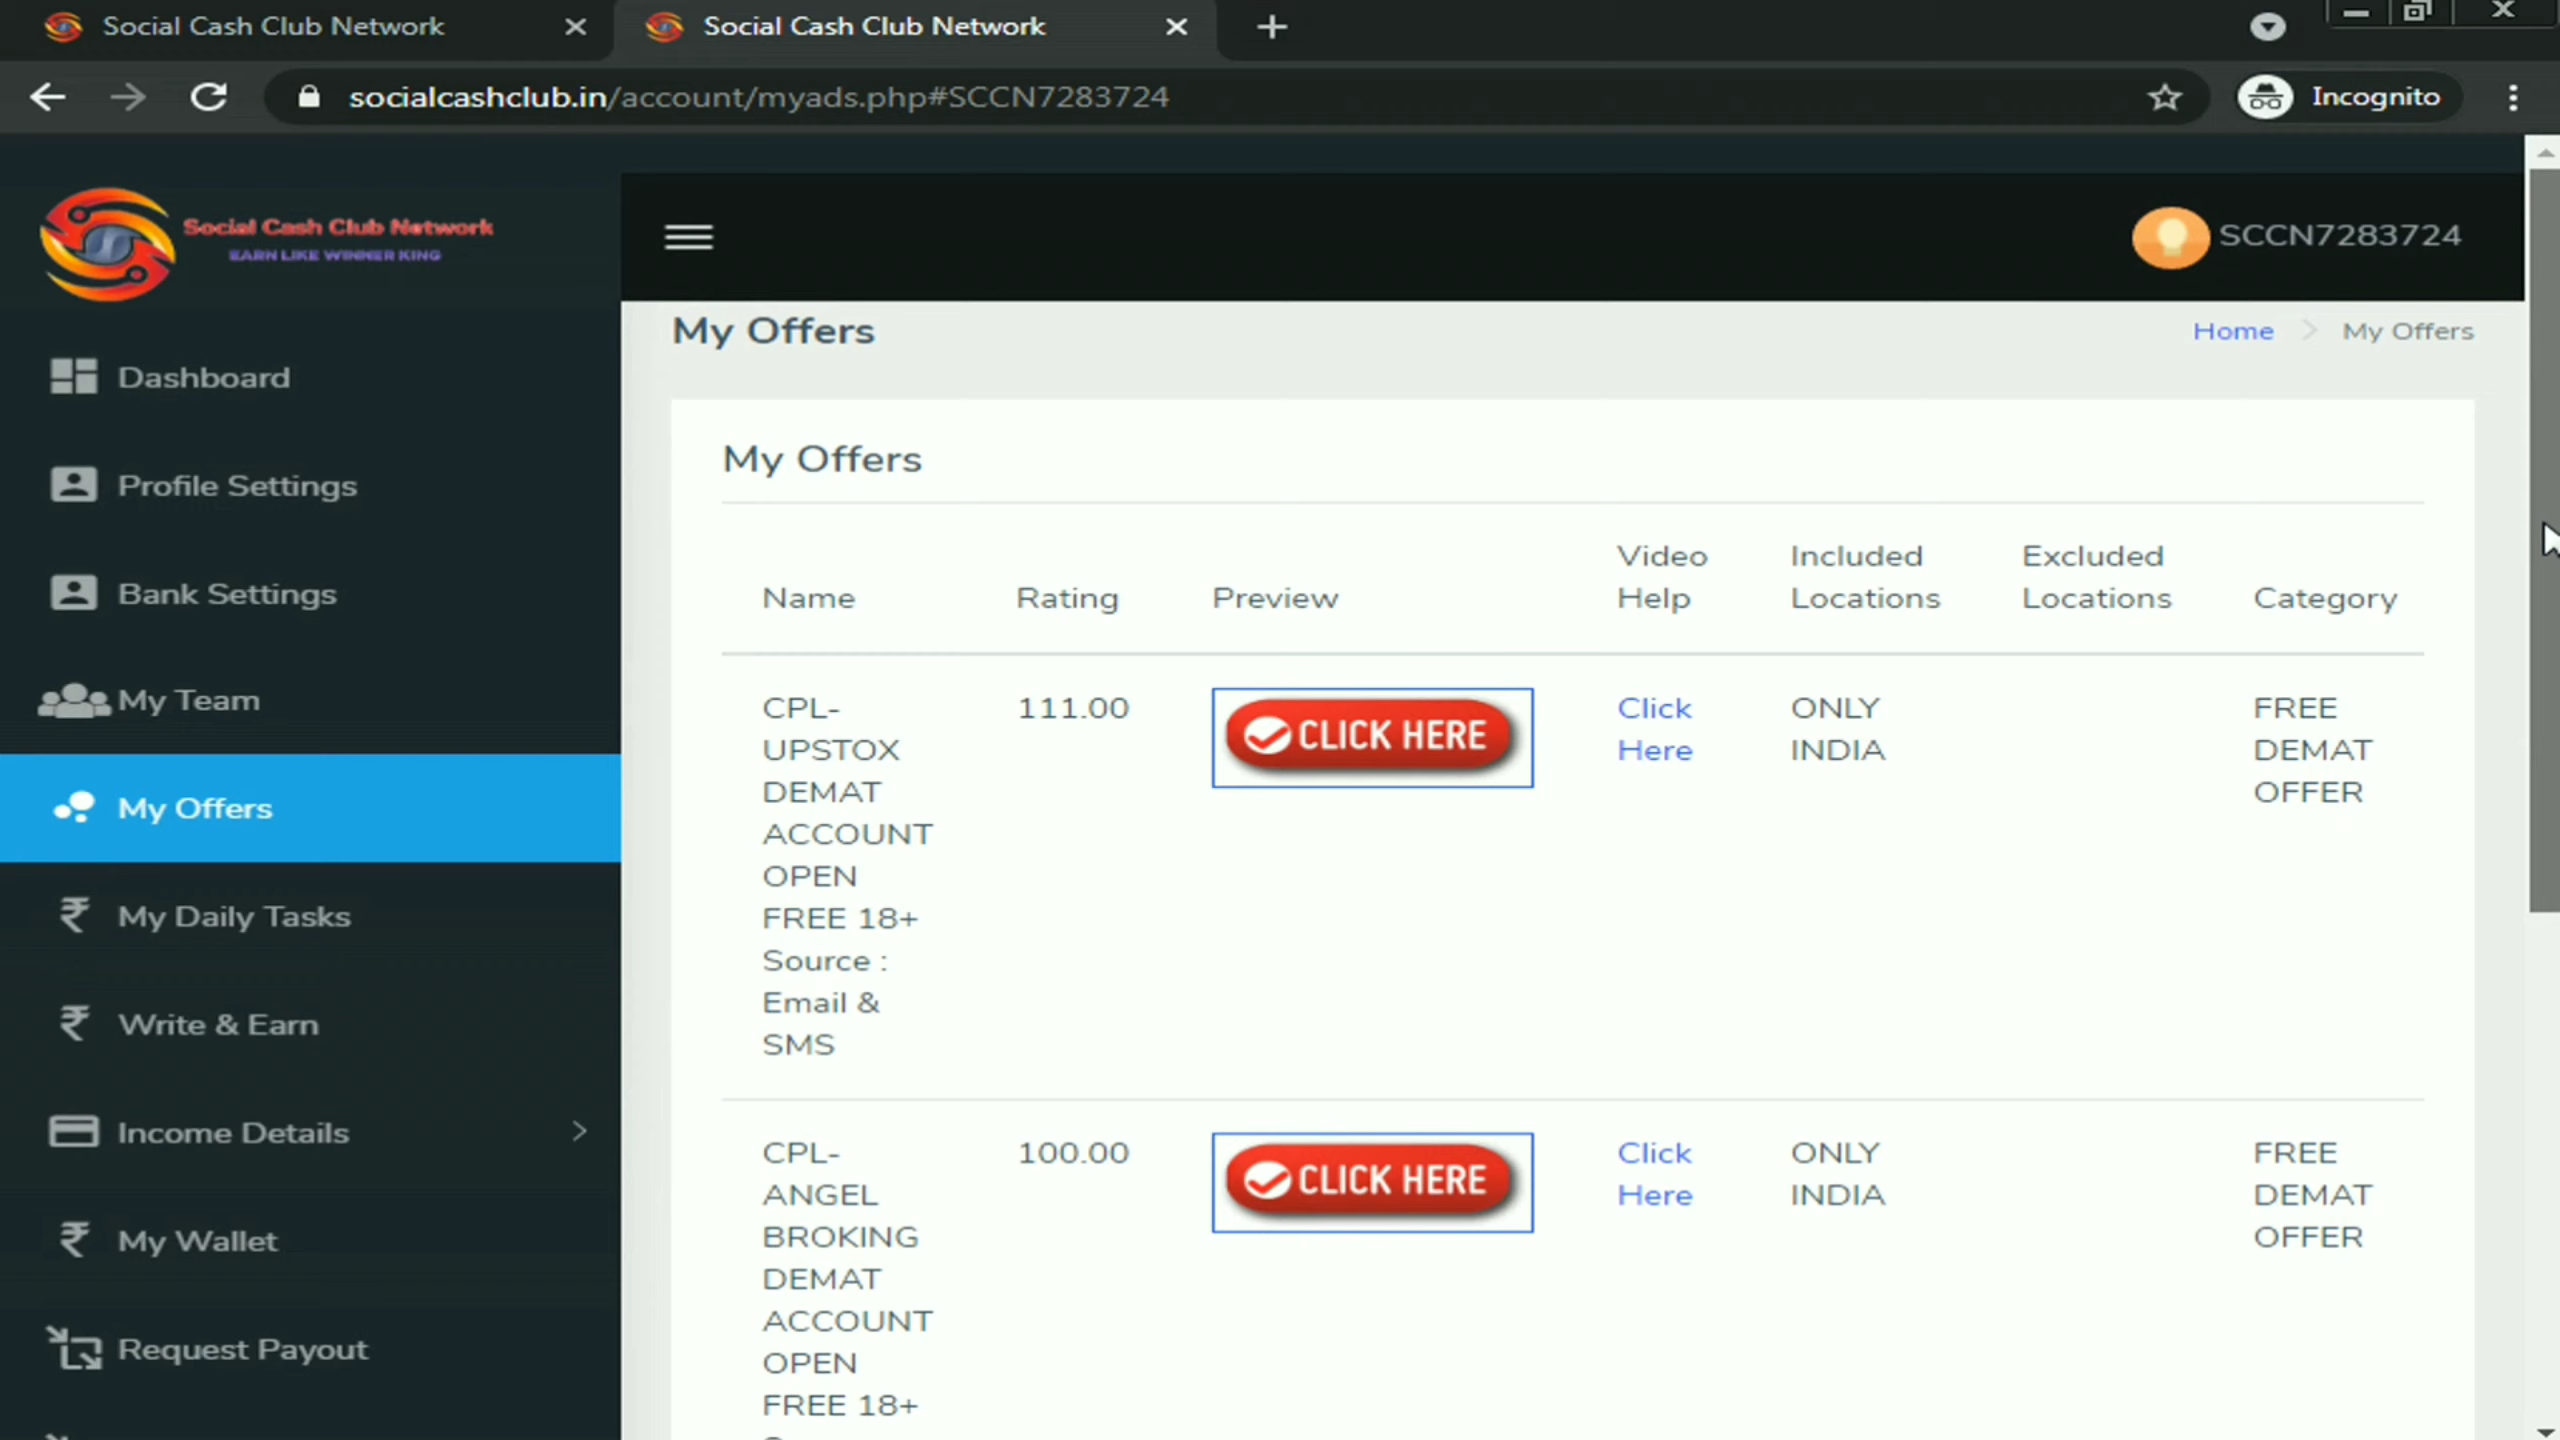 Social Cash Club Network
Social Cash Club Network
socialcashclub.in/account/myads.php#SCCN7283724
Incognito
Social Cash Club Network
EARN LIKE WINNER KING
SCCN7283724
Dashboard
Profile Settings
Bank Settings
My Team
My Offers
My Daily Tasks
Write & Earn
Income Details
My Wallet
Request Payout
My Offers
Home > My Offers
My Offers
Name
Rating
Preview
Video
Help
Included
Locations
Excluded
Locations
Category
CPL-
UPSTOX
DEMAT
ACCOUNT
OPEN
FREE 18+
Source :
Email &
SMS
111.00
CLICK HERE
Click
Here
ONLY
INDIA
FREE
DEMAT
OFFER
CPL-
ANGEL
BROKING
DEMAT
ACCOUNT
OPEN
FREE 18+
100.00
CLICK HERE
Click
Here
ONLY
INDIA
FREE
DEMAT
OFFER